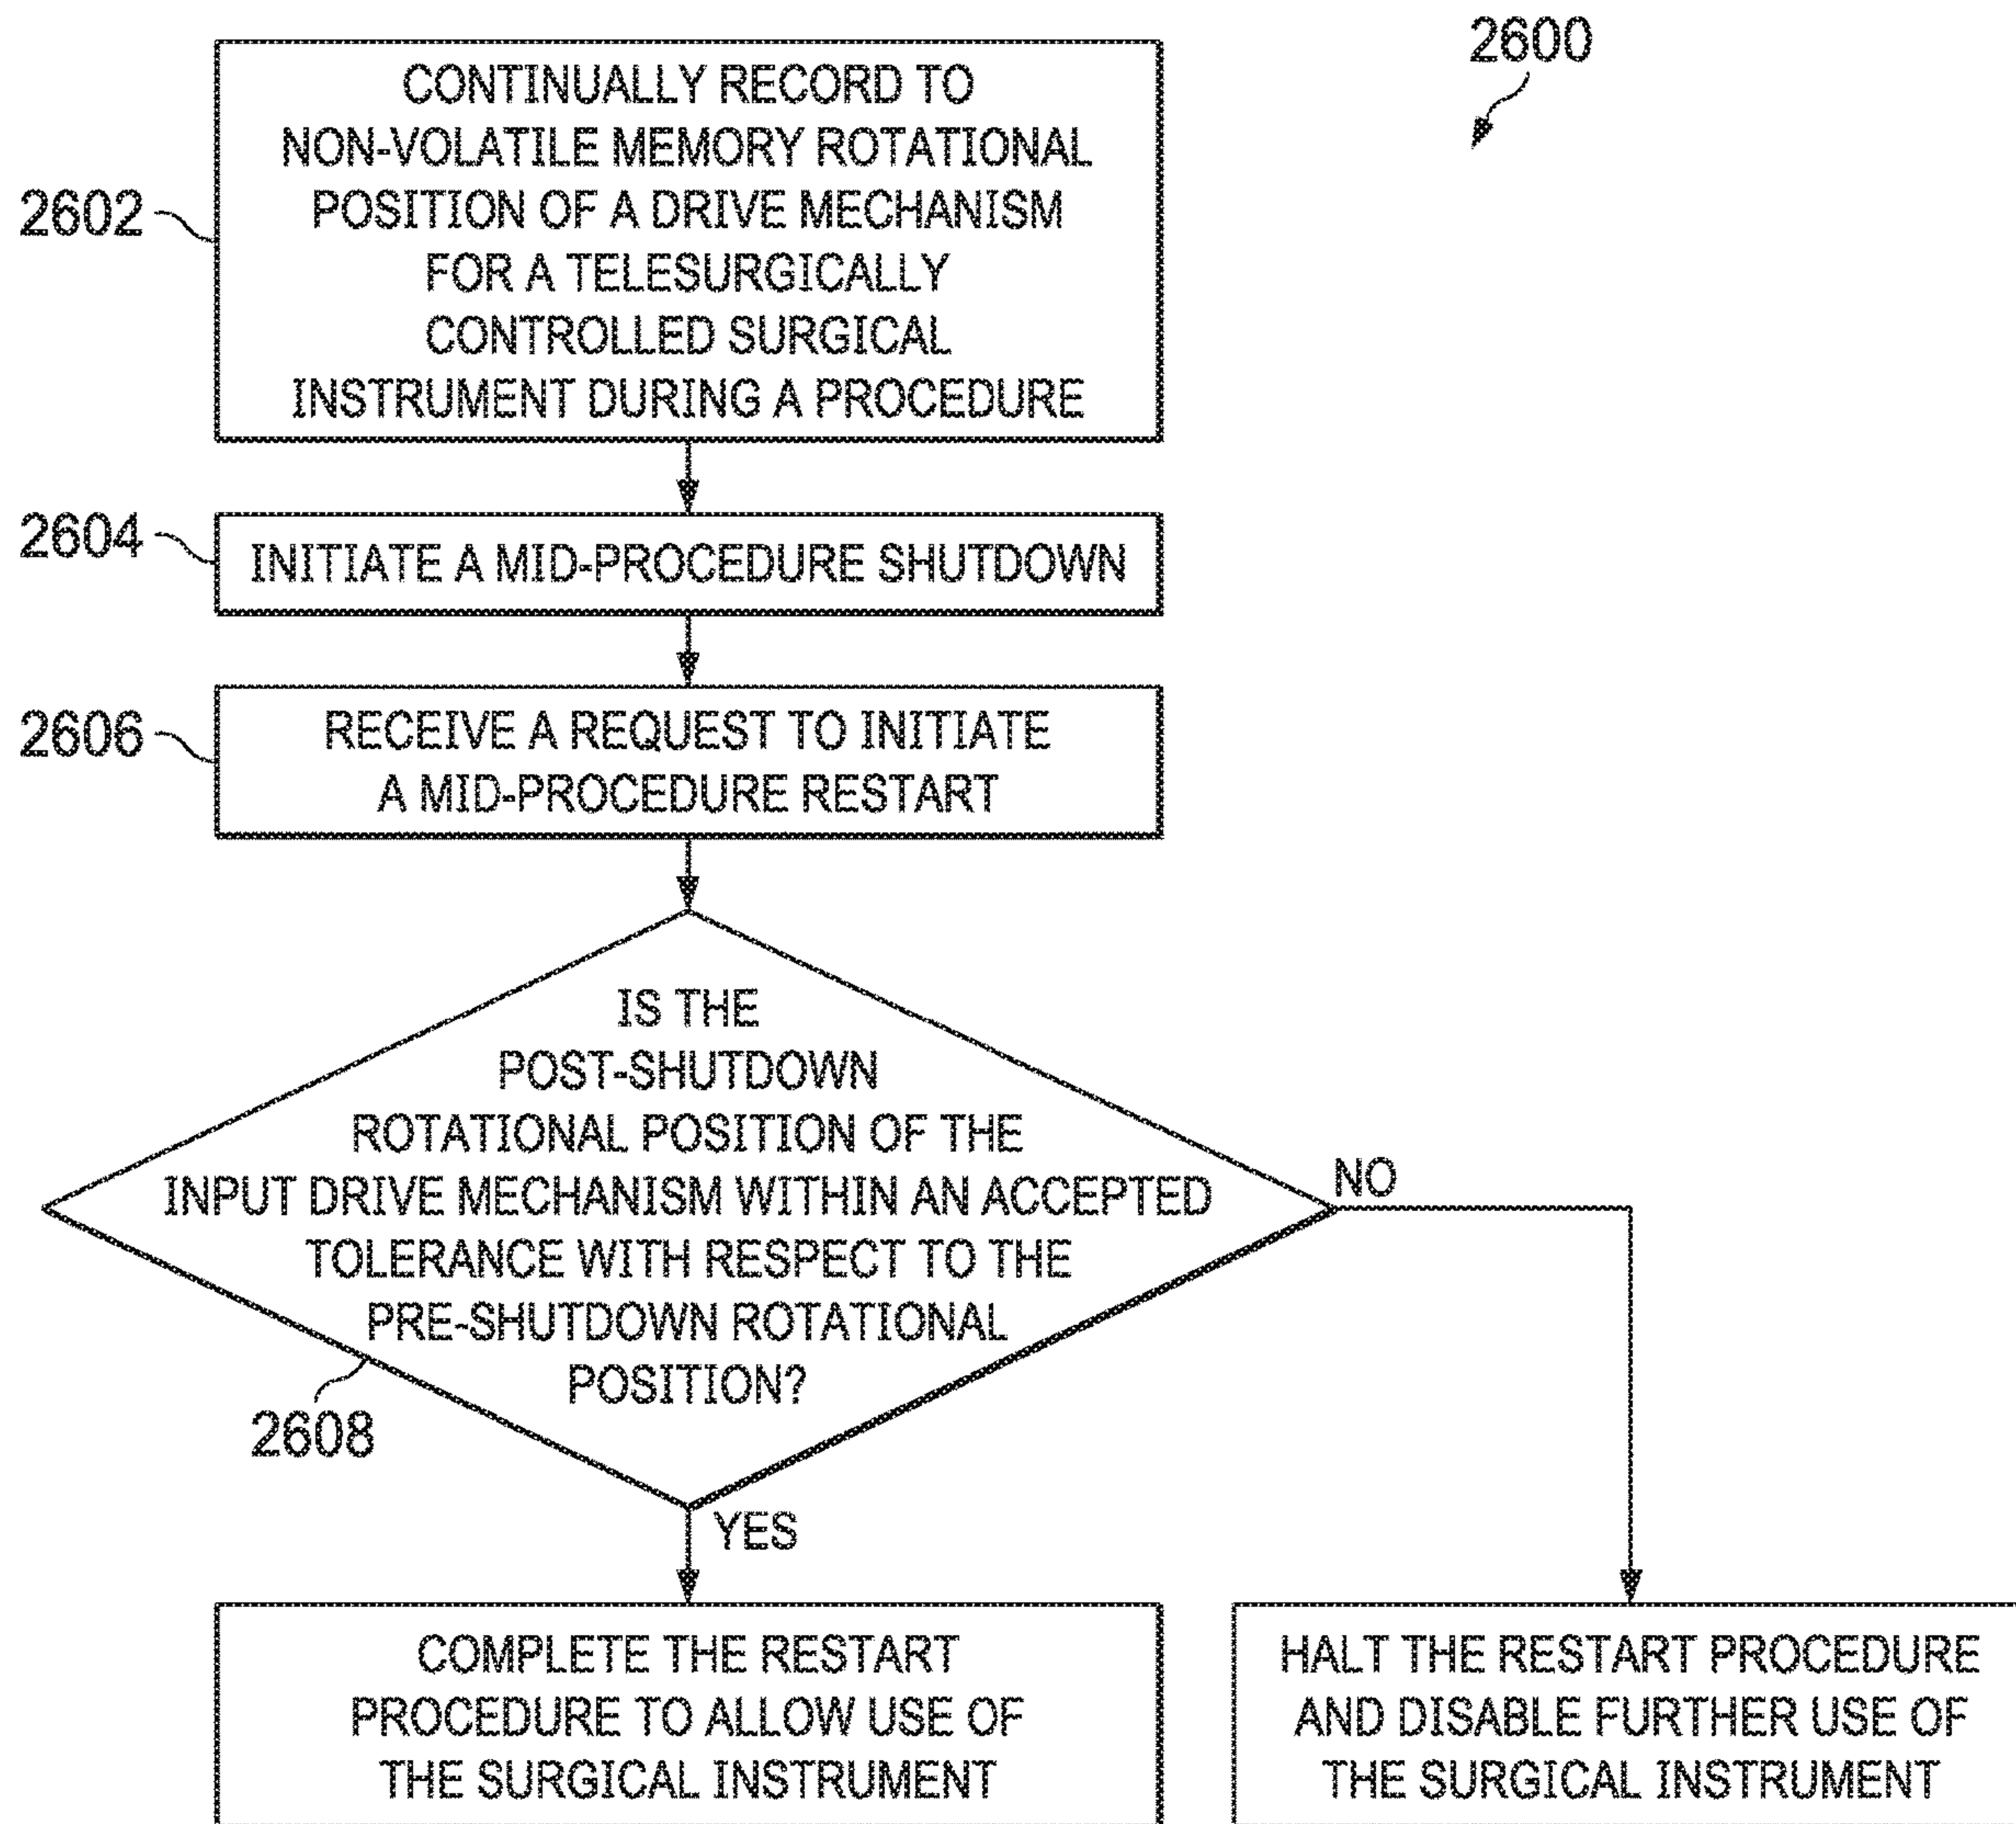 2600
CONTINUALLY RECORD TO
NON-VOLATILE MEMORY ROTATIONAL
POSITION OF A DRIVE MECHANISM
FOR A TELESURGICALLY
CONTROLLED SURGICAL
INSTRUMENT DURING A PROCEDURE
2602
2604
INITIATE A MID-PROCEDURE SHUTDOWN
2606
RECEIVE A REQUEST TO INITIATE
A MID-PROCEDURE RESTART
IS THE
POST-SHUTDOWN
ROTATIONAL POSITION OF THE
INPUT DRIVE MECHANISM WITHIN AN ACCEPTED
TOLERANCE WITH RESPECT TO THE
PRE-SHUTDOWN ROTATIONAL
POSITION?
2608
NO
YES
COMPLETE THE RESTART
PROCEDURE TO ALLOW USE OF
THE SURGICAL INSTRUMENT
HALT THE RESTART PROCEDURE
AND DISABLE FURTHER USE OF
THE SURGICAL INSTRUMENT